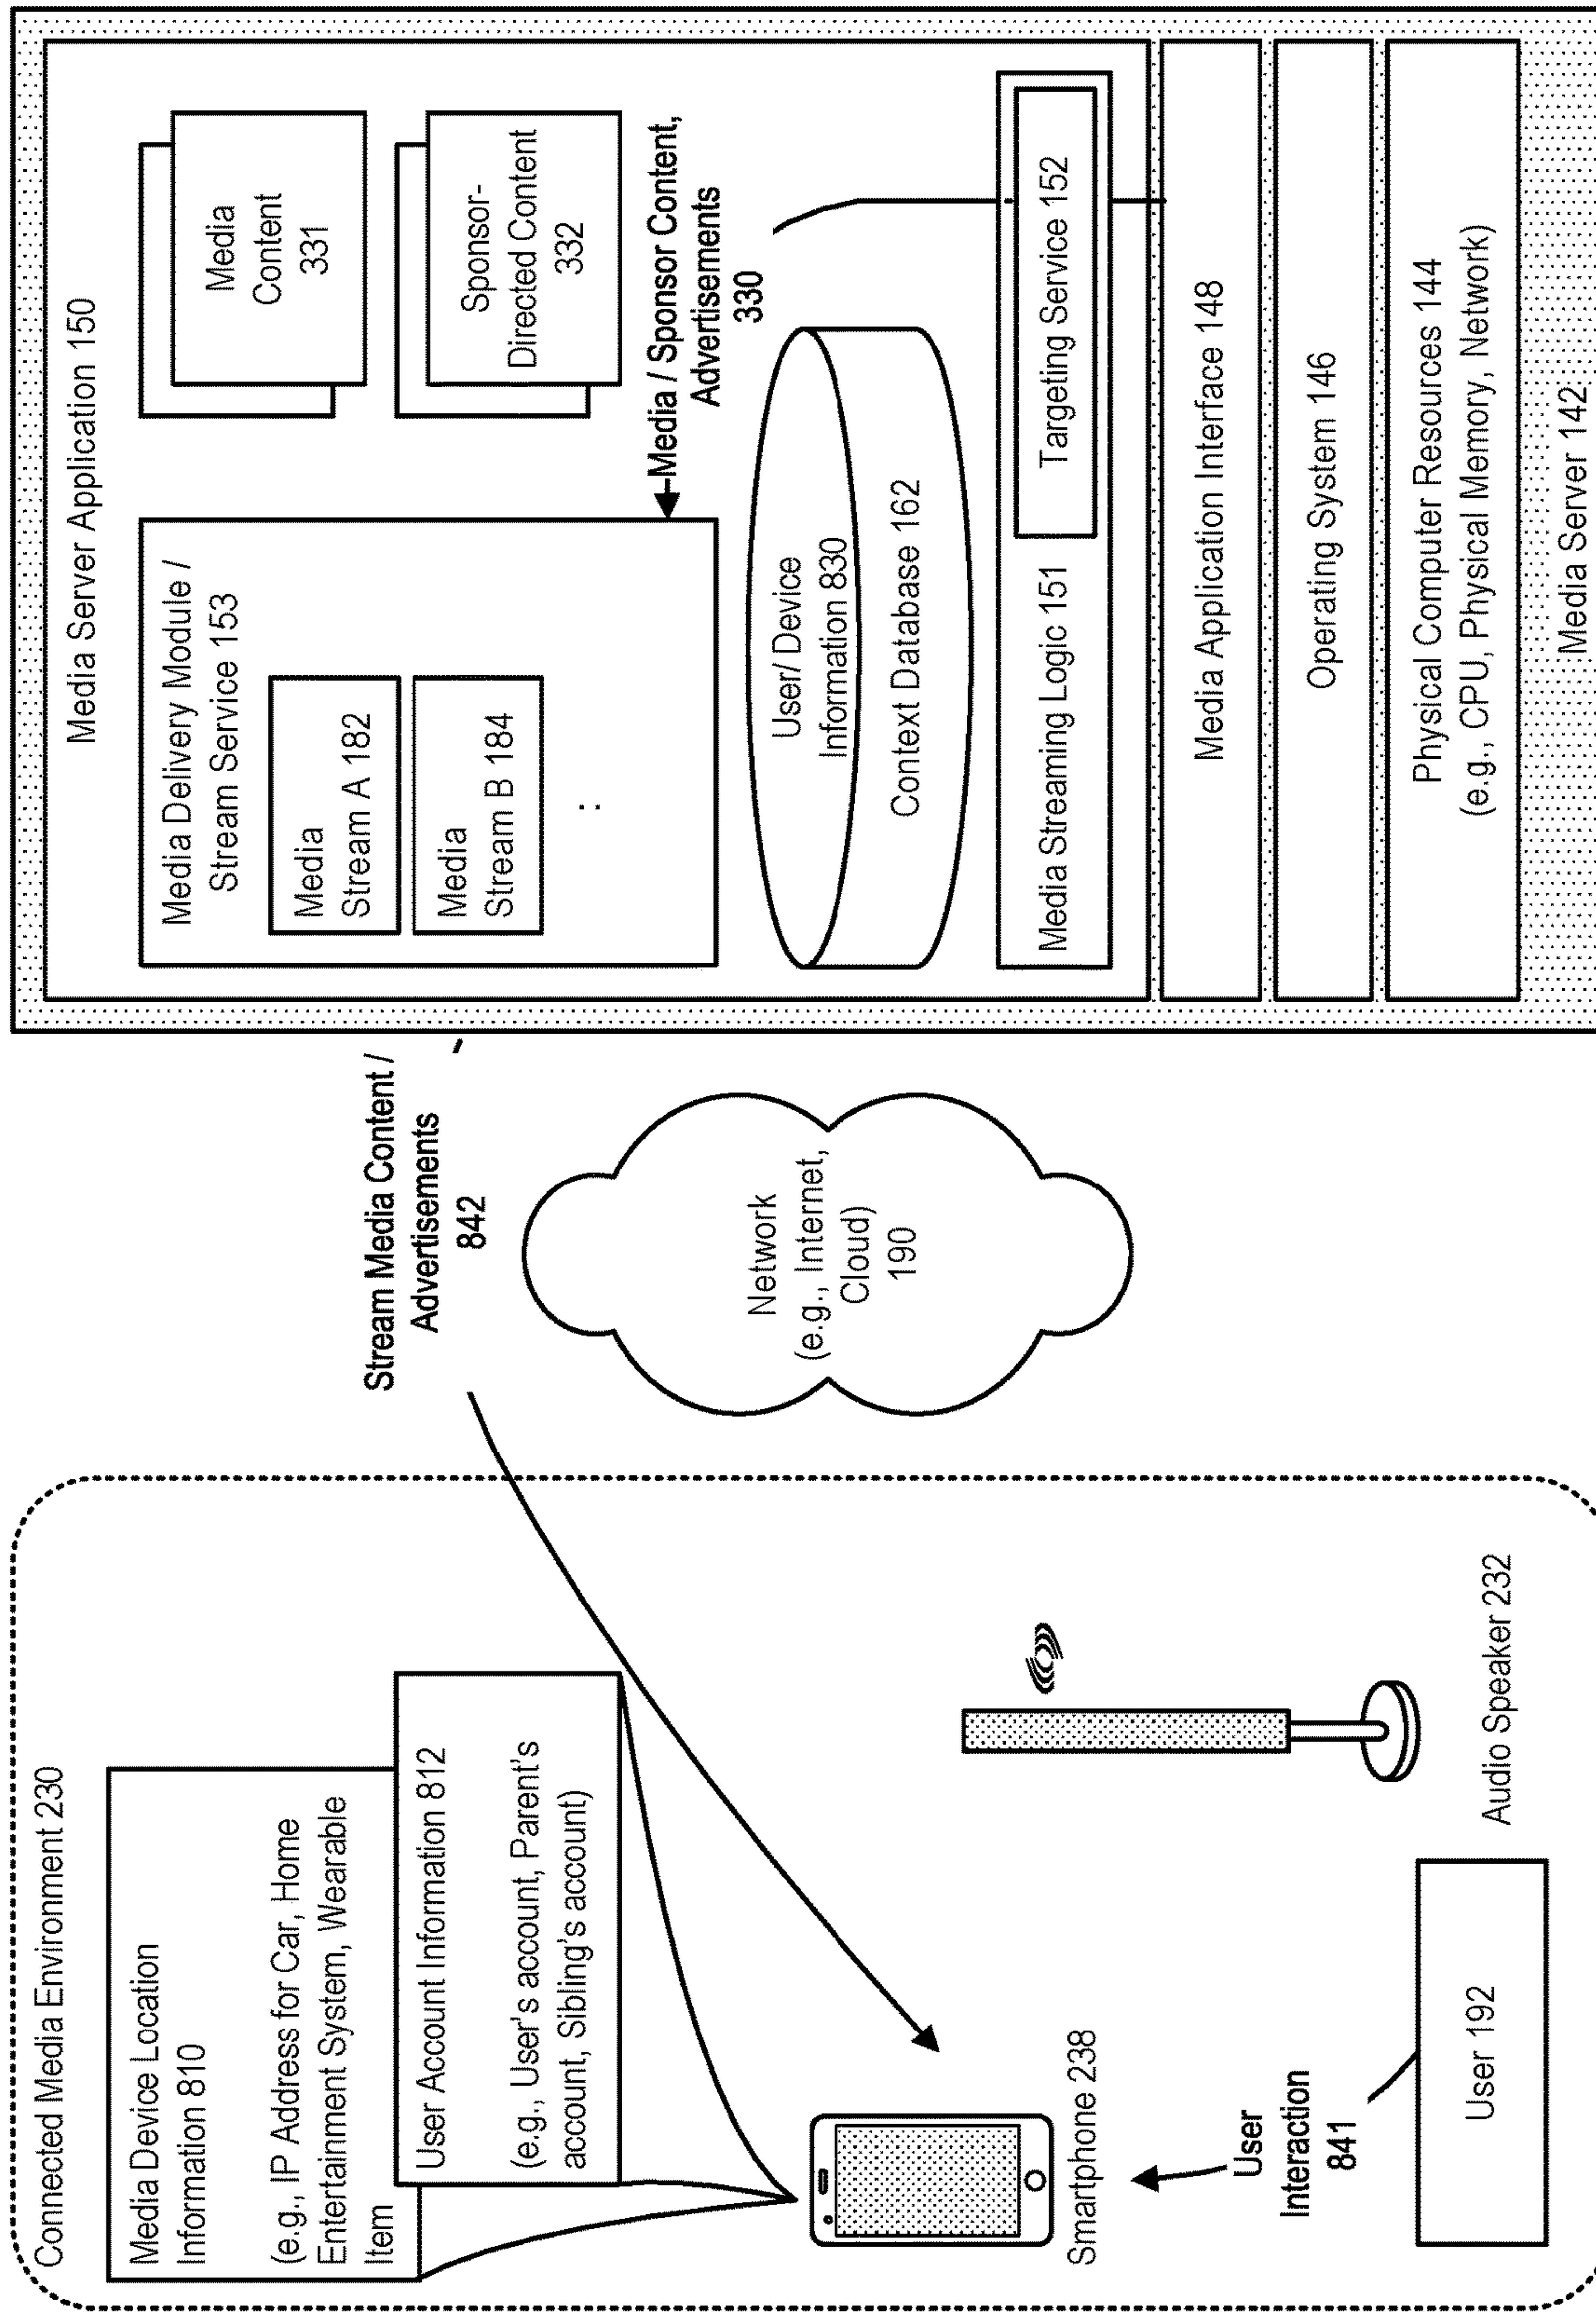 Connected Media Environment 230
Media Device Location
Information 810
(e.g., IP Address for Car, Home
Entertainment System, Wearable
Item
User Account Information 812
(e.g., User's account, Parent's
account, Sibling's account)
Smartphone 238
User
Interaction
841
User 192
Audio Speaker 232
Stream Media Content /
Advertisements
842
Network
(e.g., Internet,
Cloud)
190
Media Server Application 150
Media Delivery Module /
Stream Service 153
Media
Stream A 182
Media
Stream B 184
:
Media
Content
331
Sponsor-
Directed Content
332
Media / Sponsor Content,
Advertisements
330
User/ Device
Information 830
Context Database 162
Media Streaming Logic 151
Targeting Service 152
Media Application Interface 148
Operating System 146
Physical Computer Resources 144
(e.g., CPU, Physical Memory, Network)
Media Server 142